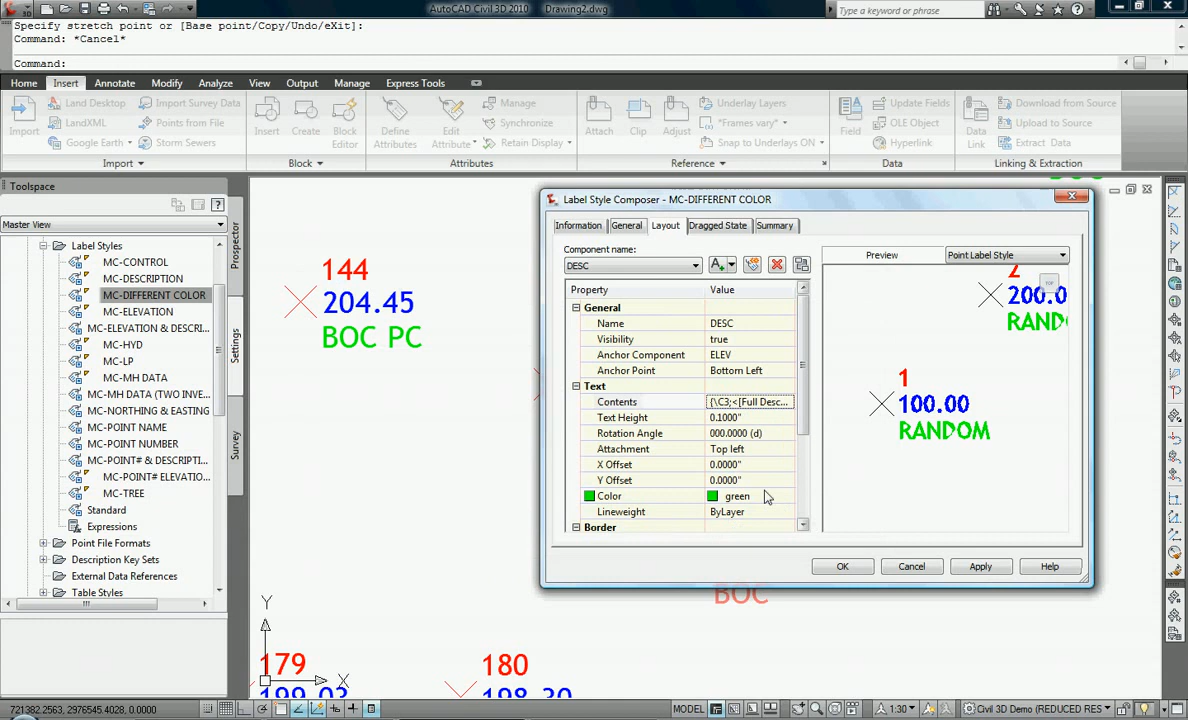 AutoCAD Civil 3D 2010 Drawing2.dwg
Type a keyword or phrase
Specify stretch point or [Base point/Copy/Undo/eXit]:
Command: *Cancel*
Command:
Home Insert Annotate Modify Analyze View Output Manage Express Tools
Import
Land Desktop
LandXML
Google Earth
Import Survey Data
Points from File
Storm Sewers
Import
Insert
Create
Block Editor
Block
Define Attributes
Edit Attribute
Manage
Synchronize
Retain Display
Attributes
Attach
Clip
Adjust
Underlay Layers
*Frames vary*
Snap to Underlays ON
Reference
Field
Update Fields
OLE Object
Hyperlink
Data
Data Link
Download from Source
Upload to Source
Extract Data
Linking & Extraction
Toolspace
Master View
Label Styles
MC-CONTROL
MC-DESCRIPTION
MC-DIFFERENT COLOR
MC-ELEVATION
MC-ELEVATION & DESCRI...
MC-HYD
MC-LP
MC-MH DATA
MC-MH DATA (TWO INVE...
MC-NORTHING & EASTING
MC-POINT NAME
MC-POINT NUMBER
MC-POINT# & DESCRIPTI...
MC-POINT# ELEVATIO...
MC-TREE
Standard
Expressions
Point File Formats
Description Key Sets
External Data References
Table Styles
Prospector
Settings
Survey
144
204.45
BOC PC
BOC
179
199.03
180
198.30
Y
X
Label Style Composer - MC-DIFFERENT COLOR
Information General Layout Dragged State Summary
Component name:
DESC
Preview Point Label Style
Property Value
General
Name DESC
Visibility true
Anchor Component ELEV
Anchor Point Bottom Left
Text
Contents {\C3;<[Full Desc...
Text Height 0.1000"
Rotation Angle 000.0000 (d)
Attachment Top left
X Offset 0.0000"
Y Offset 0.0000"
Color green
Lineweight ByLayer
Border
2
200.0
RAND
1
100.00
RANDOM
TOP
OK Cancel Apply Help
721382.2563, 2976545.4028, 0.0000
MODEL
1:30
Civil 3D Demo (REDUCED RES